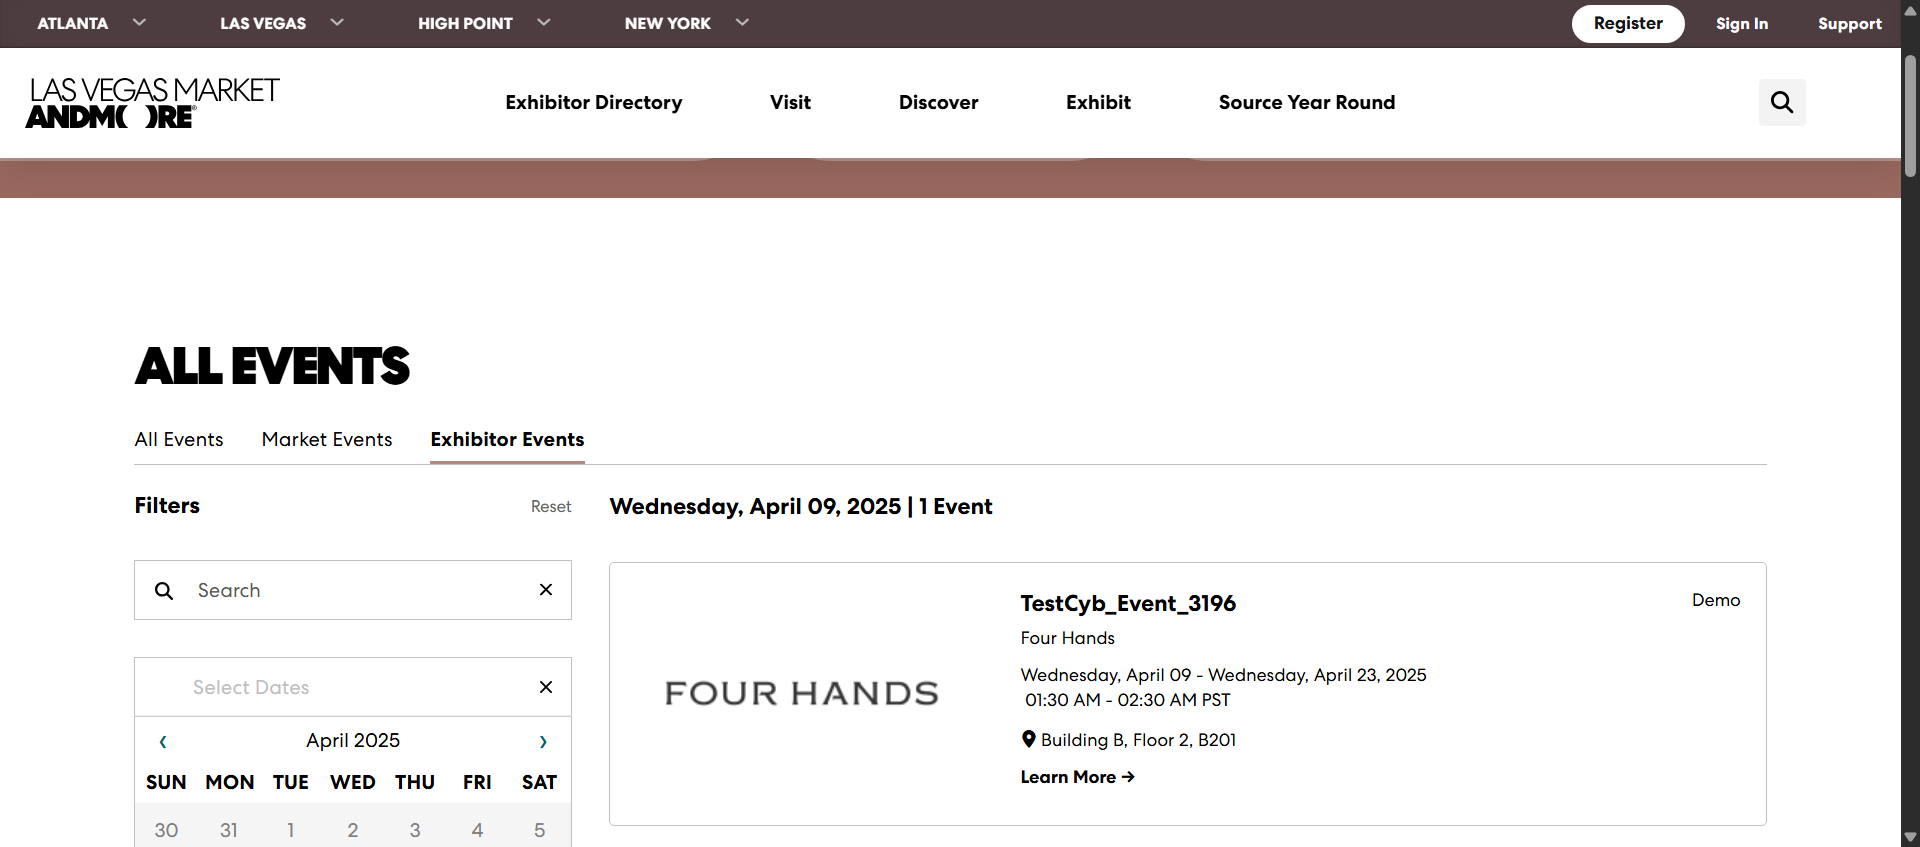 ATLANTA LAS VEGAS HIGH POINT NEW YORK Register Sign In Support
LAS VEGAS MARKET
ANDMORE®
Exhibitor Directory Visit Discover Exhibit Source Year Round
ALL EVENTS
All Events Market Events Exhibitor Events
Filters Reset
Search
Select Dates
April 2025
SUN MON TUE WED THU FRI SAT
30 31 1 2 3 4 5
Wednesday, April 09, 2025 | 1 Event
FOUR HANDS
TestCyb_Event_3196
Demo
Four Hands
Wednesday, April 09 - Wednesday, April 23, 2025
01:30 AM - 02:30 AM PST
Building B, Floor 2, B201
Learn More →